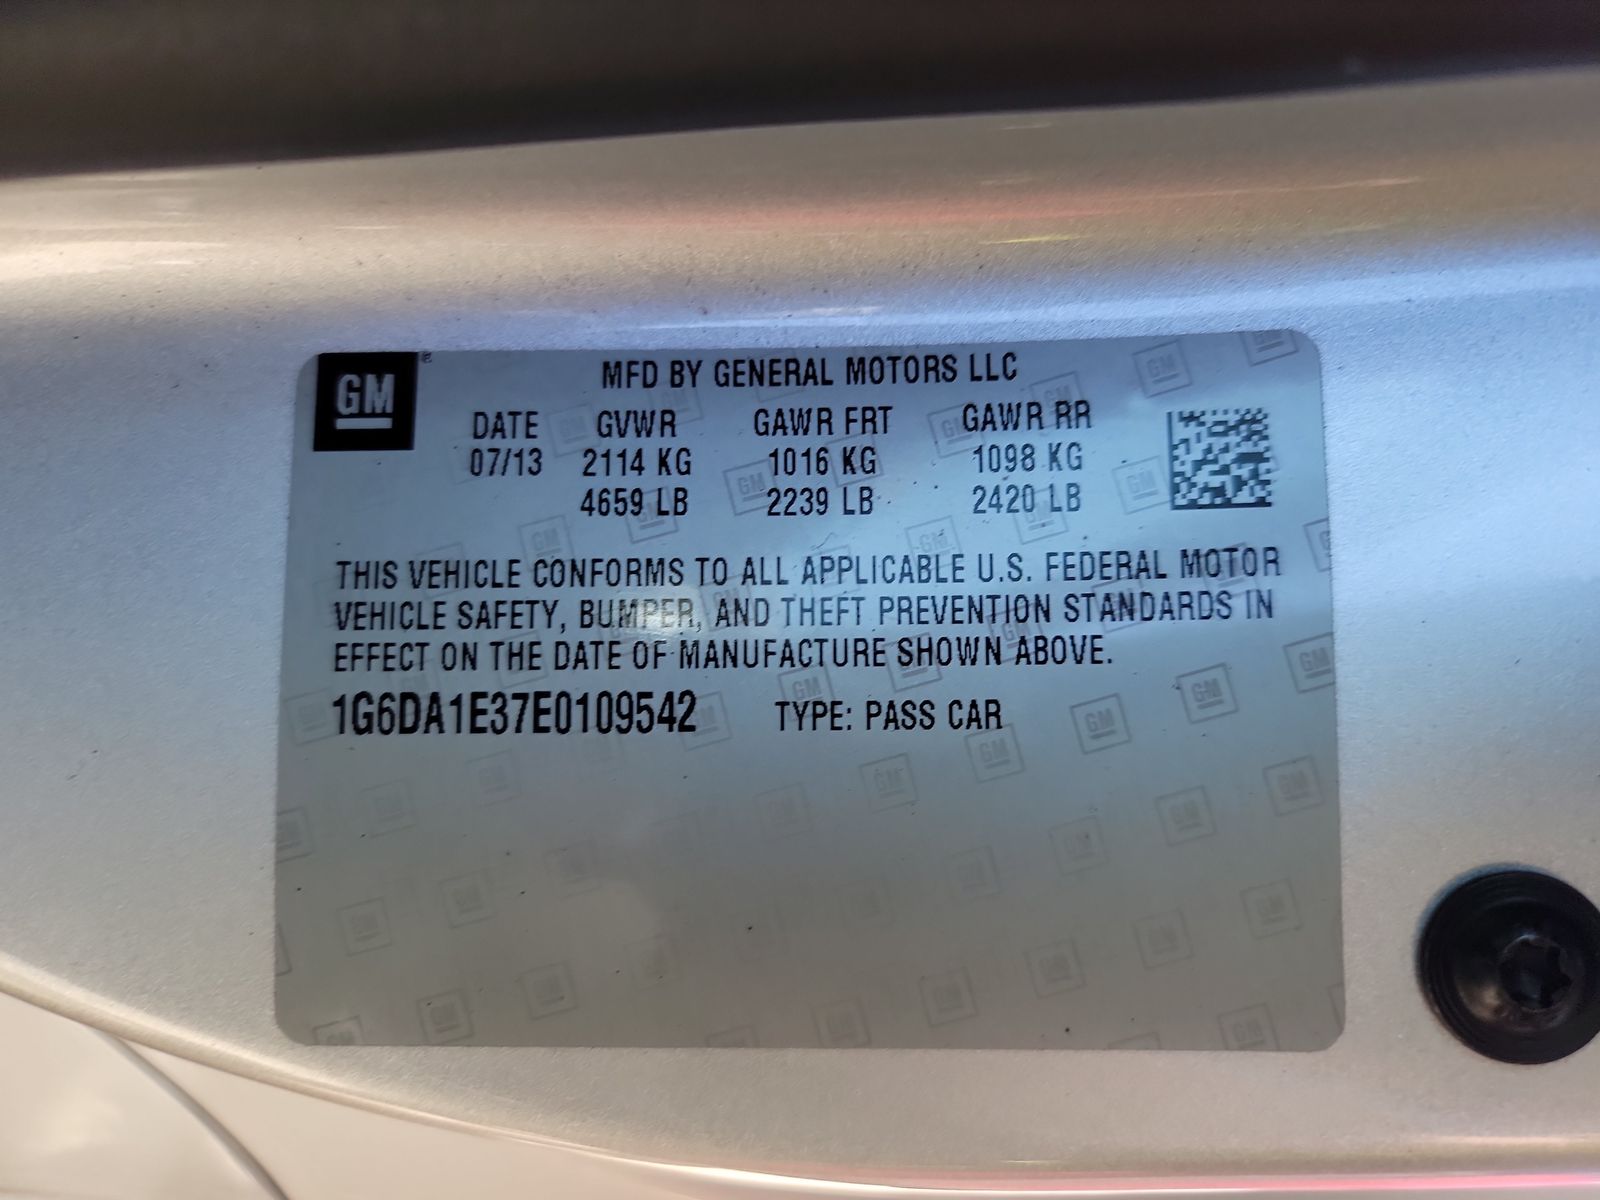 GM®
MFD BY GENERAL MOTORS LLC
DATE GVWR GAWR FRT GAWR RR
07/13 2114 KG 1016 KG 1098 KG
4659 LB 2239 LB 2420 LB
THIS VEHICLE CONFORMS TO ALL APPLICABLE U.S. FEDERAL MOTOR
VEHICLE SAFETY, BUMPER, AND THEFT PREVENTION STANDARDS IN
EFFECT ON THE DATE OF MANUFACTURE SHOWN ABOVE.
1G6DA1E37E0109542 TYPE: PASS CAR